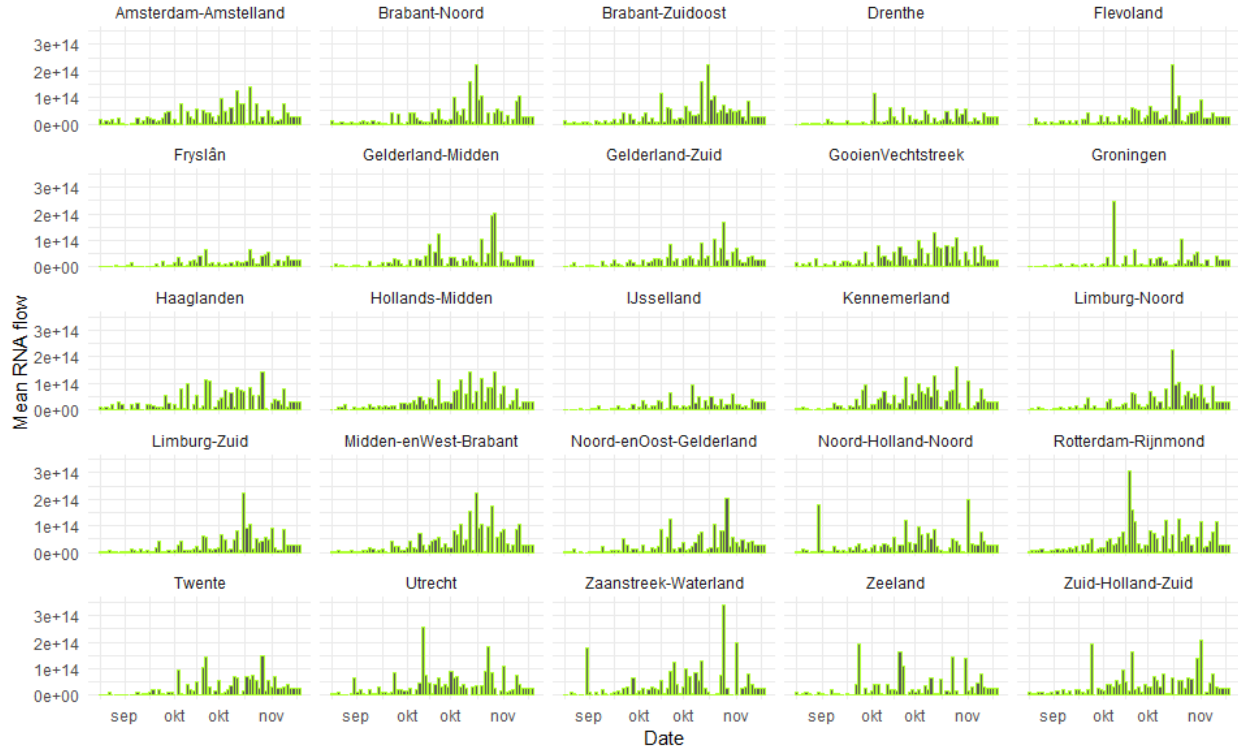 Amsterdam-Amstelland Brabant-Noord Brabant-Zuidoost Drenthe Flevoland
3e+14
2e+14
1e+14
0e+00
Fryslân Gelderland-Midden Gelderland-Zuid GooienVechtstreek Groningen
3e+14
2e+14
1e+14
0e+00
Haaglanden Hollands-Midden IJsselland Kennemerland Limburg-Noord
3e+14
2e+14
1e+14
0e+00
Mean RNA flow
Limburg-Zuid Midden-enWest-Brabant Noord-enOost-Gelderland Noord-Holland-Noord Rotterdam-Rijnmond
3e+14
2e+14
1e+14
0e+00
Twente Utrecht Zaanstreek-Waterland Zeeland Zuid-Holland-Zuid
3e+14
2e+14
1e+14
0e+00
sep okt okt nov sep okt okt nov sep okt okt nov sep okt okt nov sep okt okt nov
Date